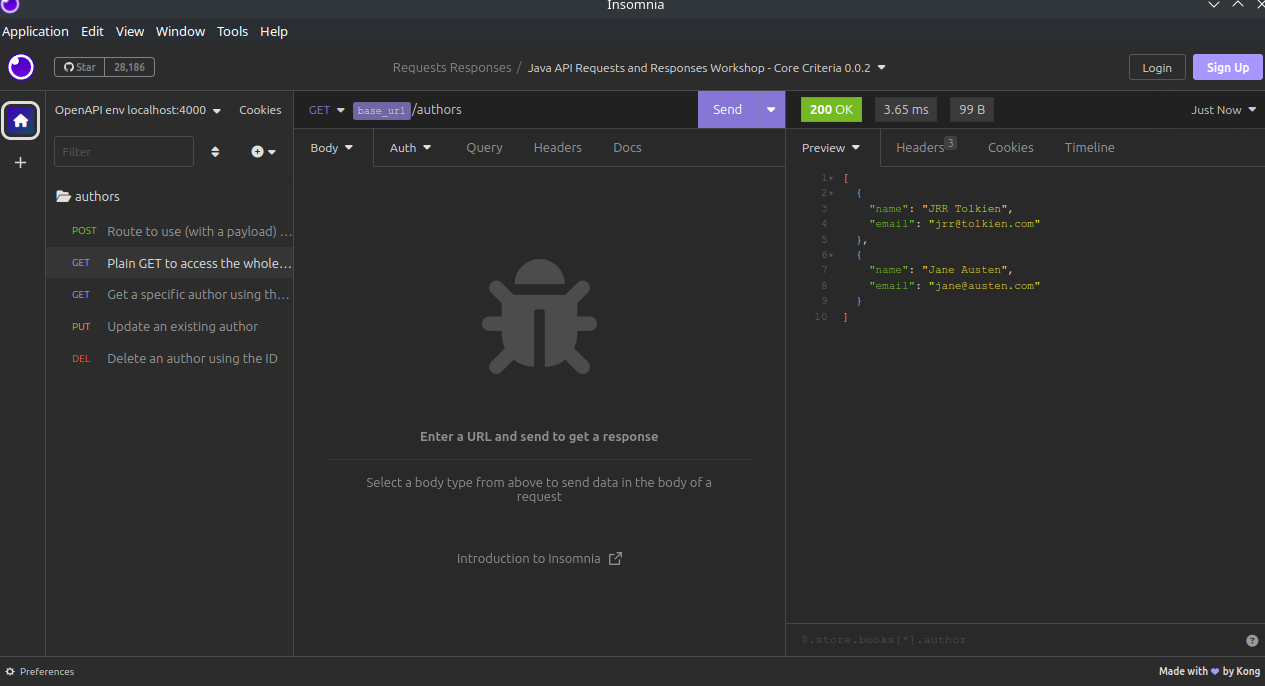 Insomnia
Application Edit View Window Tools Help
Star 28,186
Requests Responses / Java API Requests and Responses Workshop - Core Criteria 0.0.2
Login Sign Up
OpenAPI env localhost:4000 Cookies
GET base_url/authors Send
200 OK 3.65 ms 99 B Just Now
Filter
Body Auth Query Headers Docs
Preview Headers 3 Cookies Timeline
authors
POST Route to use (with a payload) ...
GET Plain GET to access the whole...
GET Get a specific author using th...
PUT Update an existing author
DEL Delete an author using the ID
Enter a URL and send to get a response
Select a body type from above to send data in the body of a
request
Introduction to Insomnia
1 [
2 {
3 "name": "JRR Tolkien",
4 "email": "jrr@tolkien.com"
5 },
6 {
7 "name": "Jane Austen",
8 "email": "jane@austen.com"
9 }
10 ]
$.store.books[*].author ?
Preferences
Made with by Kong